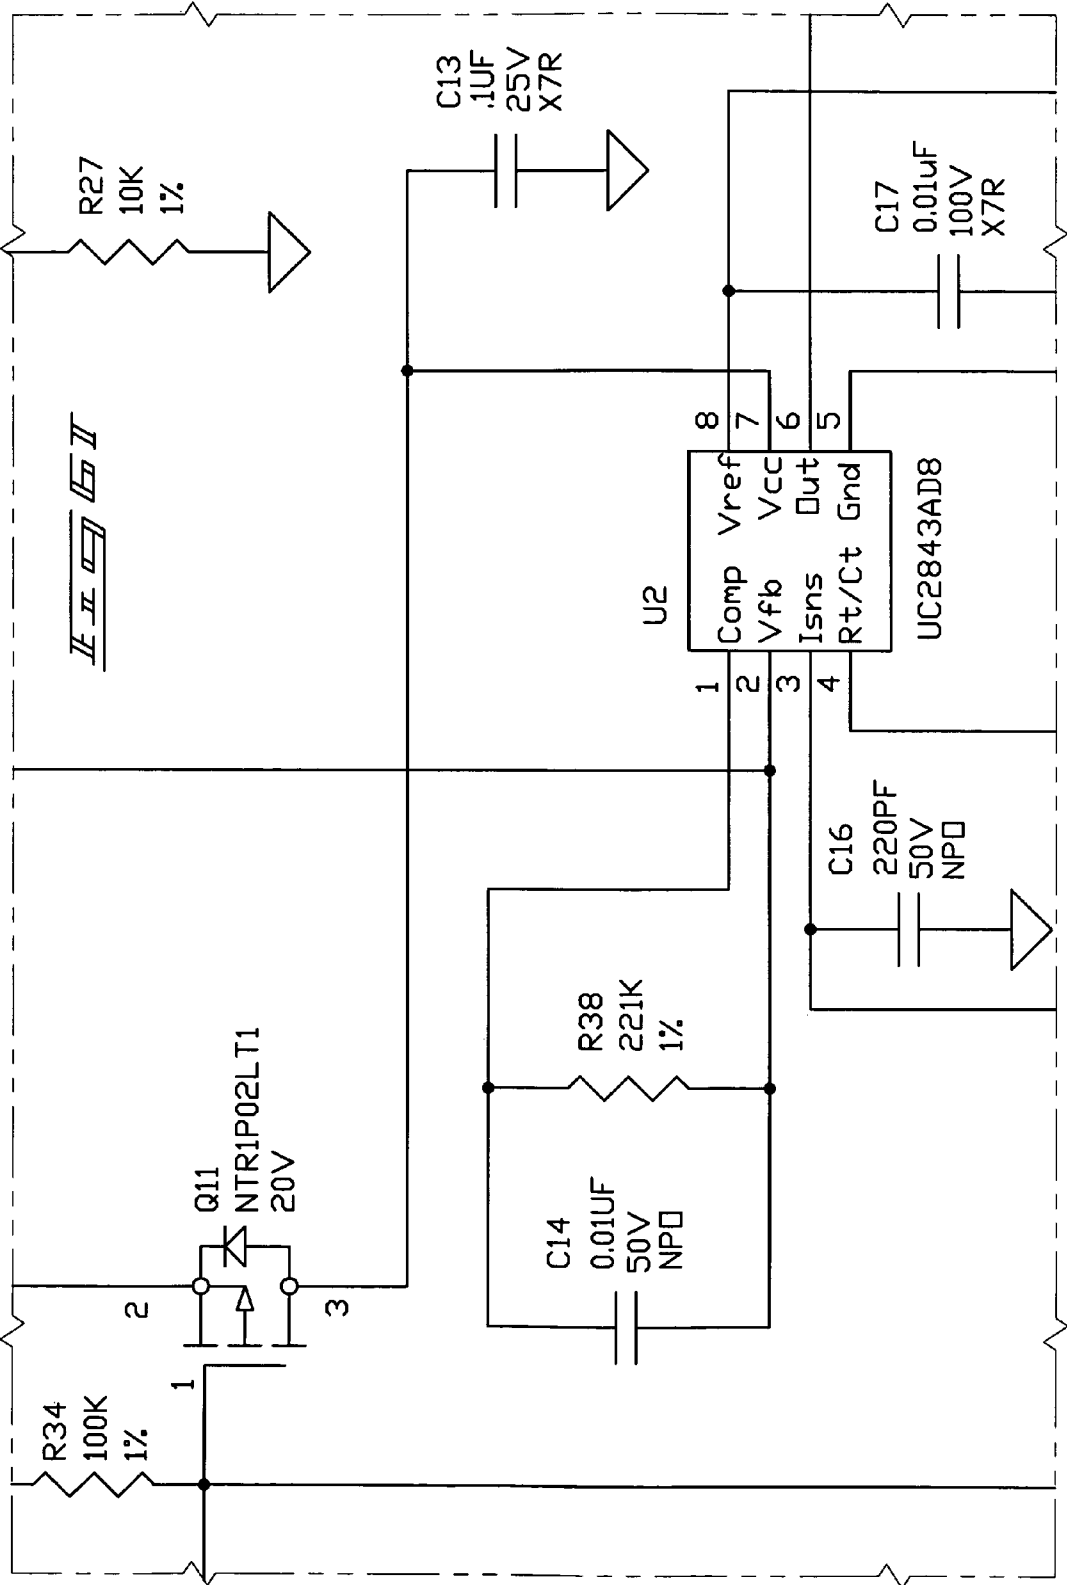 R34
100K
1%
1
2
3
Q11
NTR1P02LT1
20V
Fig 6I
R27
10K
1%
C13
.1UF
25V
X7R
C14
0.01UF
50V
NPO
R38
221K
1%
U2
1
2
3
4
Comp
Vfb
Isns
Rt/Ct
Vref
Vcc
Out
Gnd
8
7
6
5
UC2843AD8
C16
220PF
50V
NPO
C17
0.01uF
100V
X7R